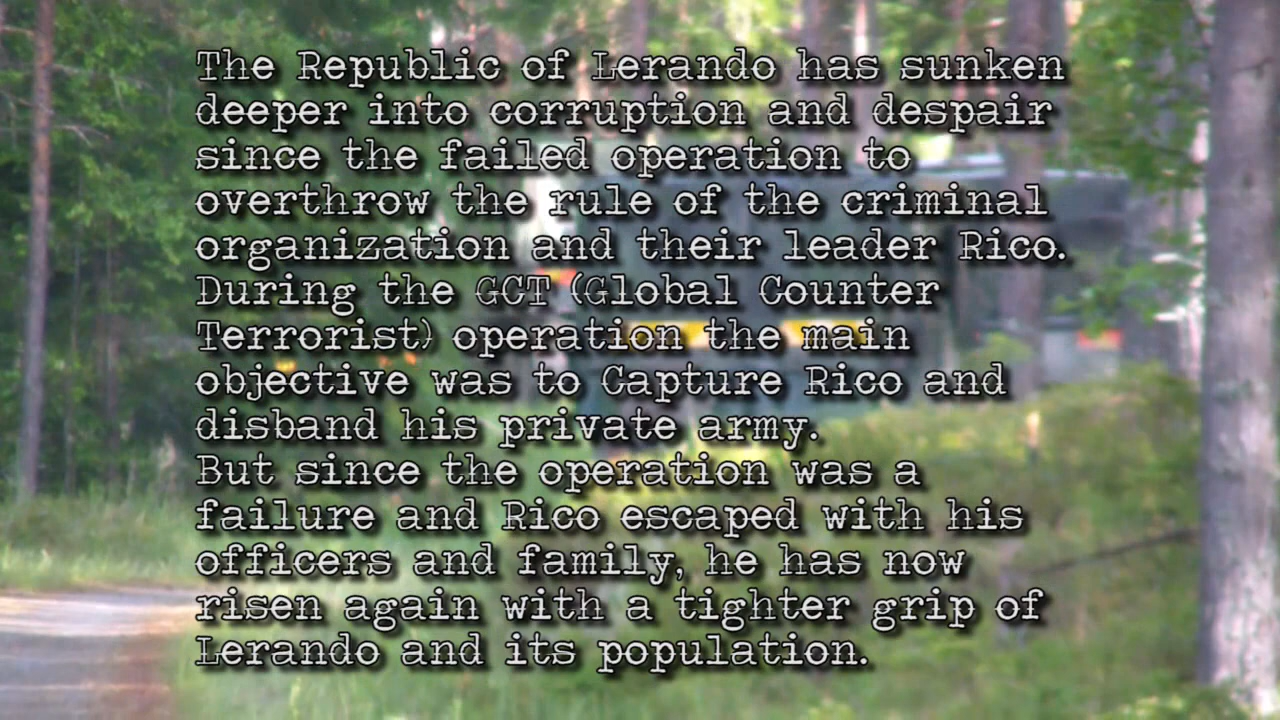 The Republic of Lerando has sunken
deeper into corruption and despair
since the failed operation to
overthrow the rule of the criminal
organization and their leader Rico.
During the GCT (Global Counter
Terrorist) operation the main
objective was to Capture Rico and
disband his private army.
But since the operation was a
failure and Rico escaped with his
officers and family, he has now
risen again with a tighter grip of
Lerando and its population.